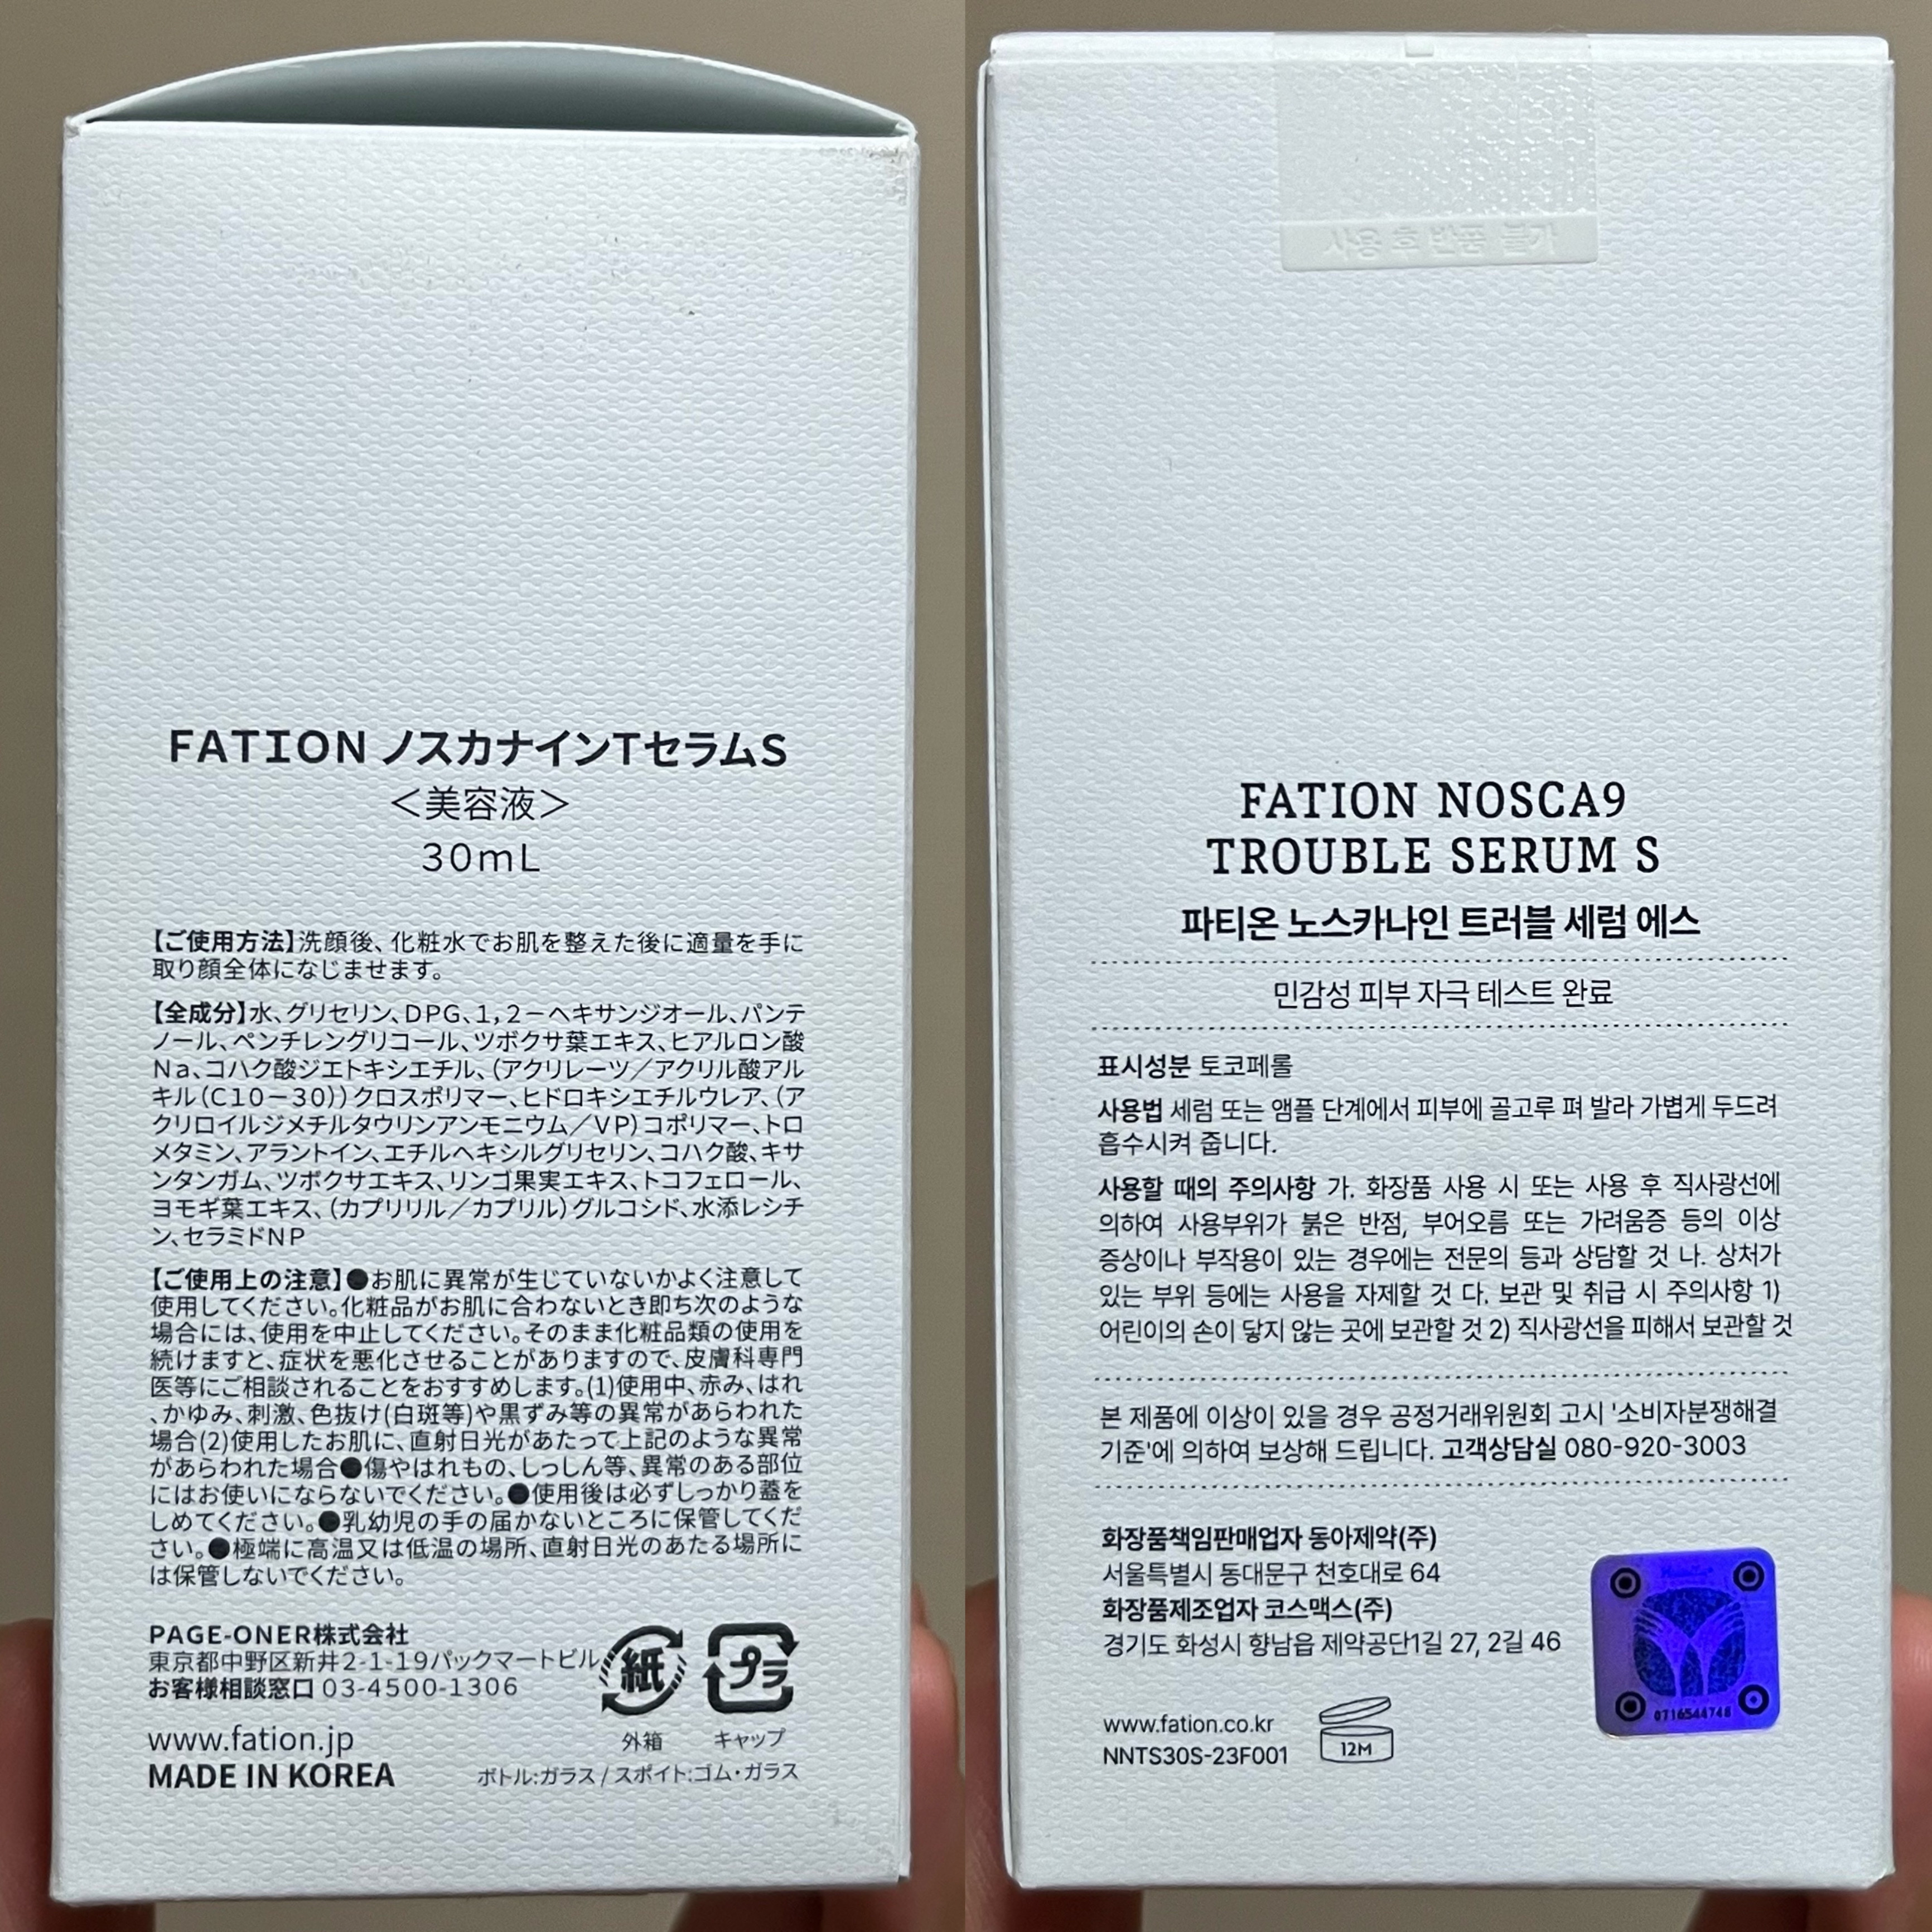 FATION ノスカナインTセラムS
＜美容液＞
30mL
【ご使用方法】洗顔後、化粧水でお肌を整えた後に適量を手に
取り顔全体になじませます。
【全成分】水、グリセリン、DPG、1,2－ヘキサンジオール、パンテ
ノール、ペンチレングリコール、ツボクサ葉エキス、ヒアルロン酸
Na、コハク酸ジエトキシエチル、（アクリレーツ／アクリル酸アル
キル（C10－30））クロスポリマー、ヒドロキシエチルウレア、（ア
クリロイルジメチルタウリンアンモニウム／VP）コポリマー、トロ
メタミン、アラントイン、エチルヘキシルグリセリン、コハク酸、キサ
ンタンガム、ツボクサエキス、リンゴ果実エキス、トコフェロール、
ヨモギ葉エキス、（カプリリル／カプリル）グルコシド、水添レシチ
ン、セラミドNP
【ご使用上の注意】●お肌に異常が生じていないかよく注意して
使用してください。化粧品がお肌に合わないとき即ち次のような
場合には、使用を中止してください。そのまま化粧品類の使用を
続けますと、症状を悪化させることがありますので、皮膚科専門
医等にご相談されることをおすすめします。(1)使用中、赤み、はれ
、かゆみ、刺激、色抜け(白斑等)や黒ずみ等の異常があらわれた
場合(2)使用したお肌に、直射日光があたって上記のような異常
があらわれた場合●傷やはれもの、しっしん等、異常のある部位
にはお使いにならないでください。●使用後は必ずしっかり蓋を
しめてください。●乳幼児の手の届かないところに保管してくだ
さい。●極端に高温又は低温の場所、直射日光のあたる場所に
は保管しないでください。
PAGE-ONER株式会社
東京都中野区新井2-1-19パックマートビル
お客様相談窓口 03-4500-1306
www.fation.jp
MADE IN KOREA
紙
プラ
外箱
キャップ
ボトル:ガラス / スポイト:ゴム・ガラス
사용 후 반품 불가
FATION NOSCA9
TROUBLE SERUM S
파티온 노스카나인 트러블 세럼 에스
민감성 피부 자극 테스트 완료
표시성분 토코페롤
사용법 세럼 또는 앰플 단계에서 피부에 골고루 펴 발라 가볍게 두드려
흡수시켜 줍니다.
사용할 때의 주의사항 가. 화장품 사용 시 또는 사용 후 직사광선에
의하여 사용부위가 붉은 반점, 부어오름 또는 가려움증 등의 이상
증상이나 부작용이 있는 경우에는 전문의 등과 상담할 것 나. 상처가
있는 부위 등에는 사용을 자제할 것 다. 보관 및 취급 시 주의사항 1)
어린이의 손이 닿지 않는 곳에 보관할 것 2) 직사광선을 피해서 보관할 것
본 제품에 이상이 있을 경우 공정거래위원회 고시 '소비자분쟁해결
기준'에 의하여 보상해 드립니다. 고객상담실 080-920-3003
화장품책임판매업자 동아제약(주)
서울특별시 동대문구 천호대로 64
화장품제조업자 코스맥스(주)
경기도 화성시 향남읍 제약공단1길 27, 2길 46
www.fation.co.kr
NNTS30S-23F001
12M
0716544748